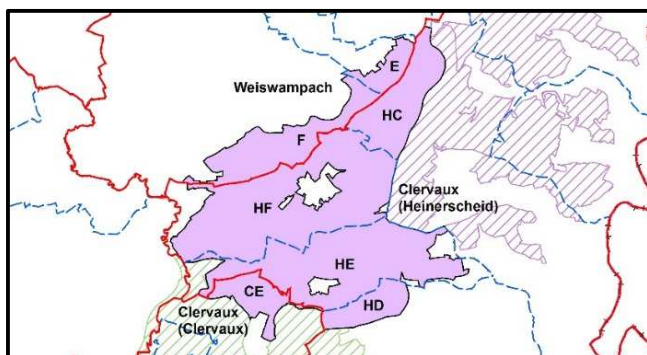 E
Weiswampach
HC
F
Clervaux
(Heinerscheid)
HF
HE
CE
HD
Clervaux
(Clervaux)